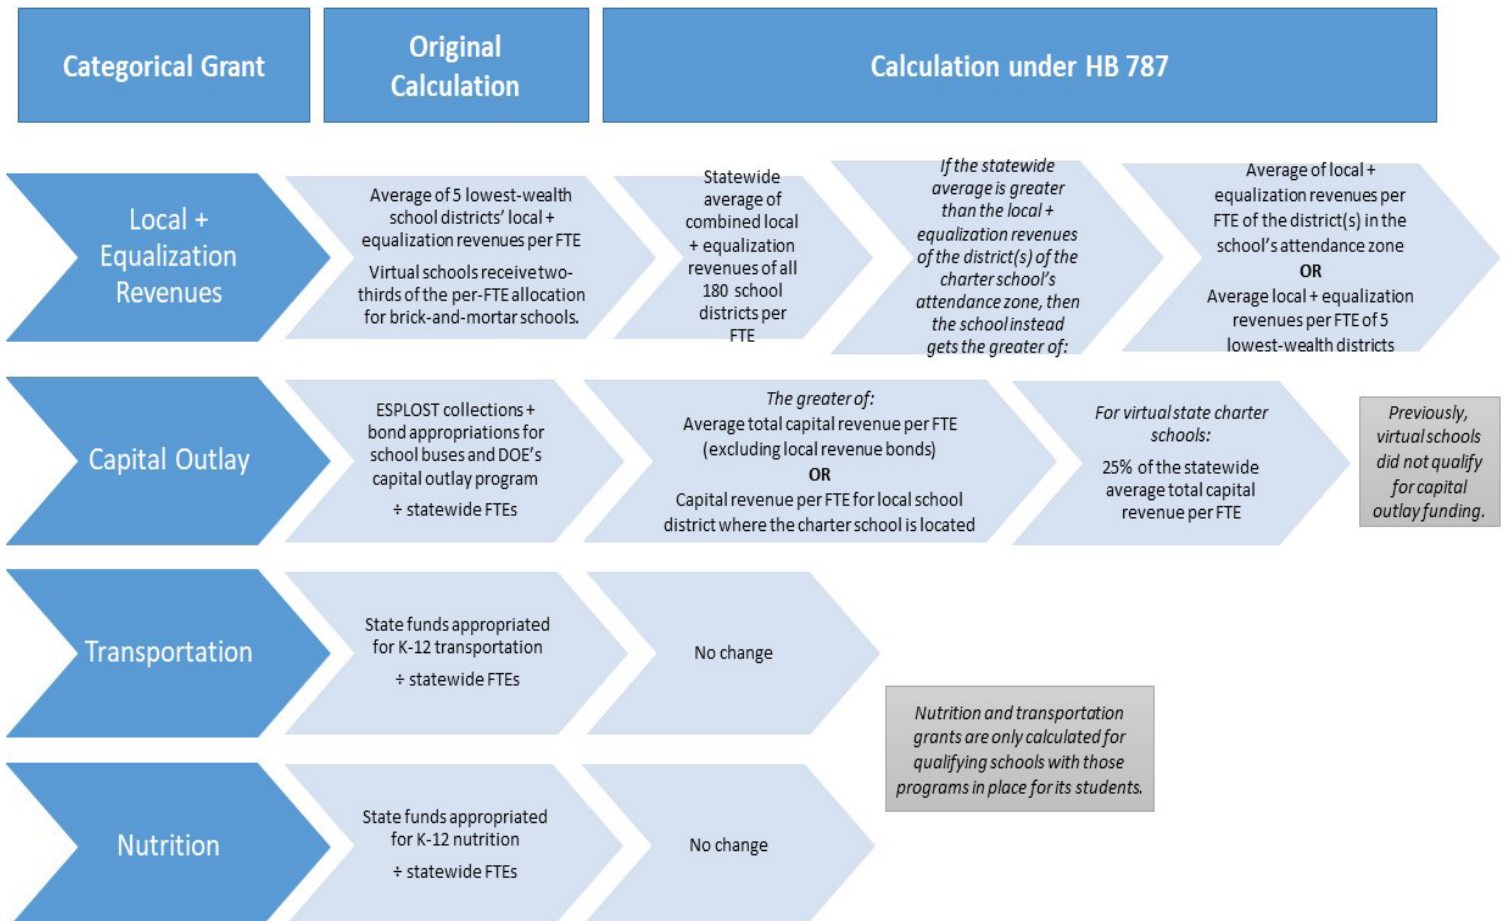 Categorical Grant
Original
Calculation
Calculation under HB 787
Local +
Equalization
Revenues
Average of 5 lowest-wealth
school districts' local +
equalization revenues per FTE
Virtual schools receive two-
thirds of the per-FTE allocation
for brick-and-mortar schools.
Statewide
average of
combined local
+ equalization
revenues of all
180 school
districts per
FTE
If the statewide
average is greater
than the local +
equalization revenues
of the district(s) of the
charter school's
attendance zone, then
the school instead
gets the greater of:
Average of local +
equalization revenues per
FTE of the district(s) in the
school's attendance zone
OR
Average local + equalization
revenues per FTE of 5
lowest-wealth districts
Capital Outlay
ESPLOST collections +
bond appropriations for
school buses and DOE's
capital outlay program
÷ statewide FTEs
The greater of:
Average total capital revenue per FTE
(excluding local revenue bonds)
OR
Capital revenue per FTE for local school
district where the charter school is located
For virtual state charter
schools:
25% of the statewide
average total capital
revenue per FTE
Previously,
virtual schools
did not qualify
for capital
outlay funding.
Transportation
State funds appropriated
for K-12 transportation
÷ statewide FTEs
No change
Nutrition and transportation
grants are only calculated for
qualifying schools with those
programs in place for its students.
Nutrition
State funds appropriated
for K-12 nutrition
÷ statewide FTEs
No change